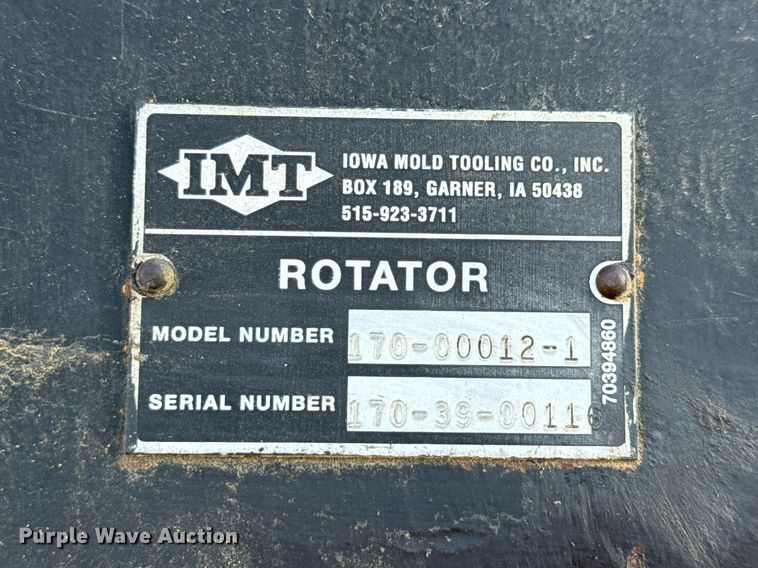 IMT
IOWA MOLD TOOLING CO., INC.
BOX 189, GARNER, IA 50438
515-923-3711
ROTATOR
MODEL NUMBER 170-00012-1
SERIAL NUMBER 170-39-00116
70394860
Purple Wave Auction